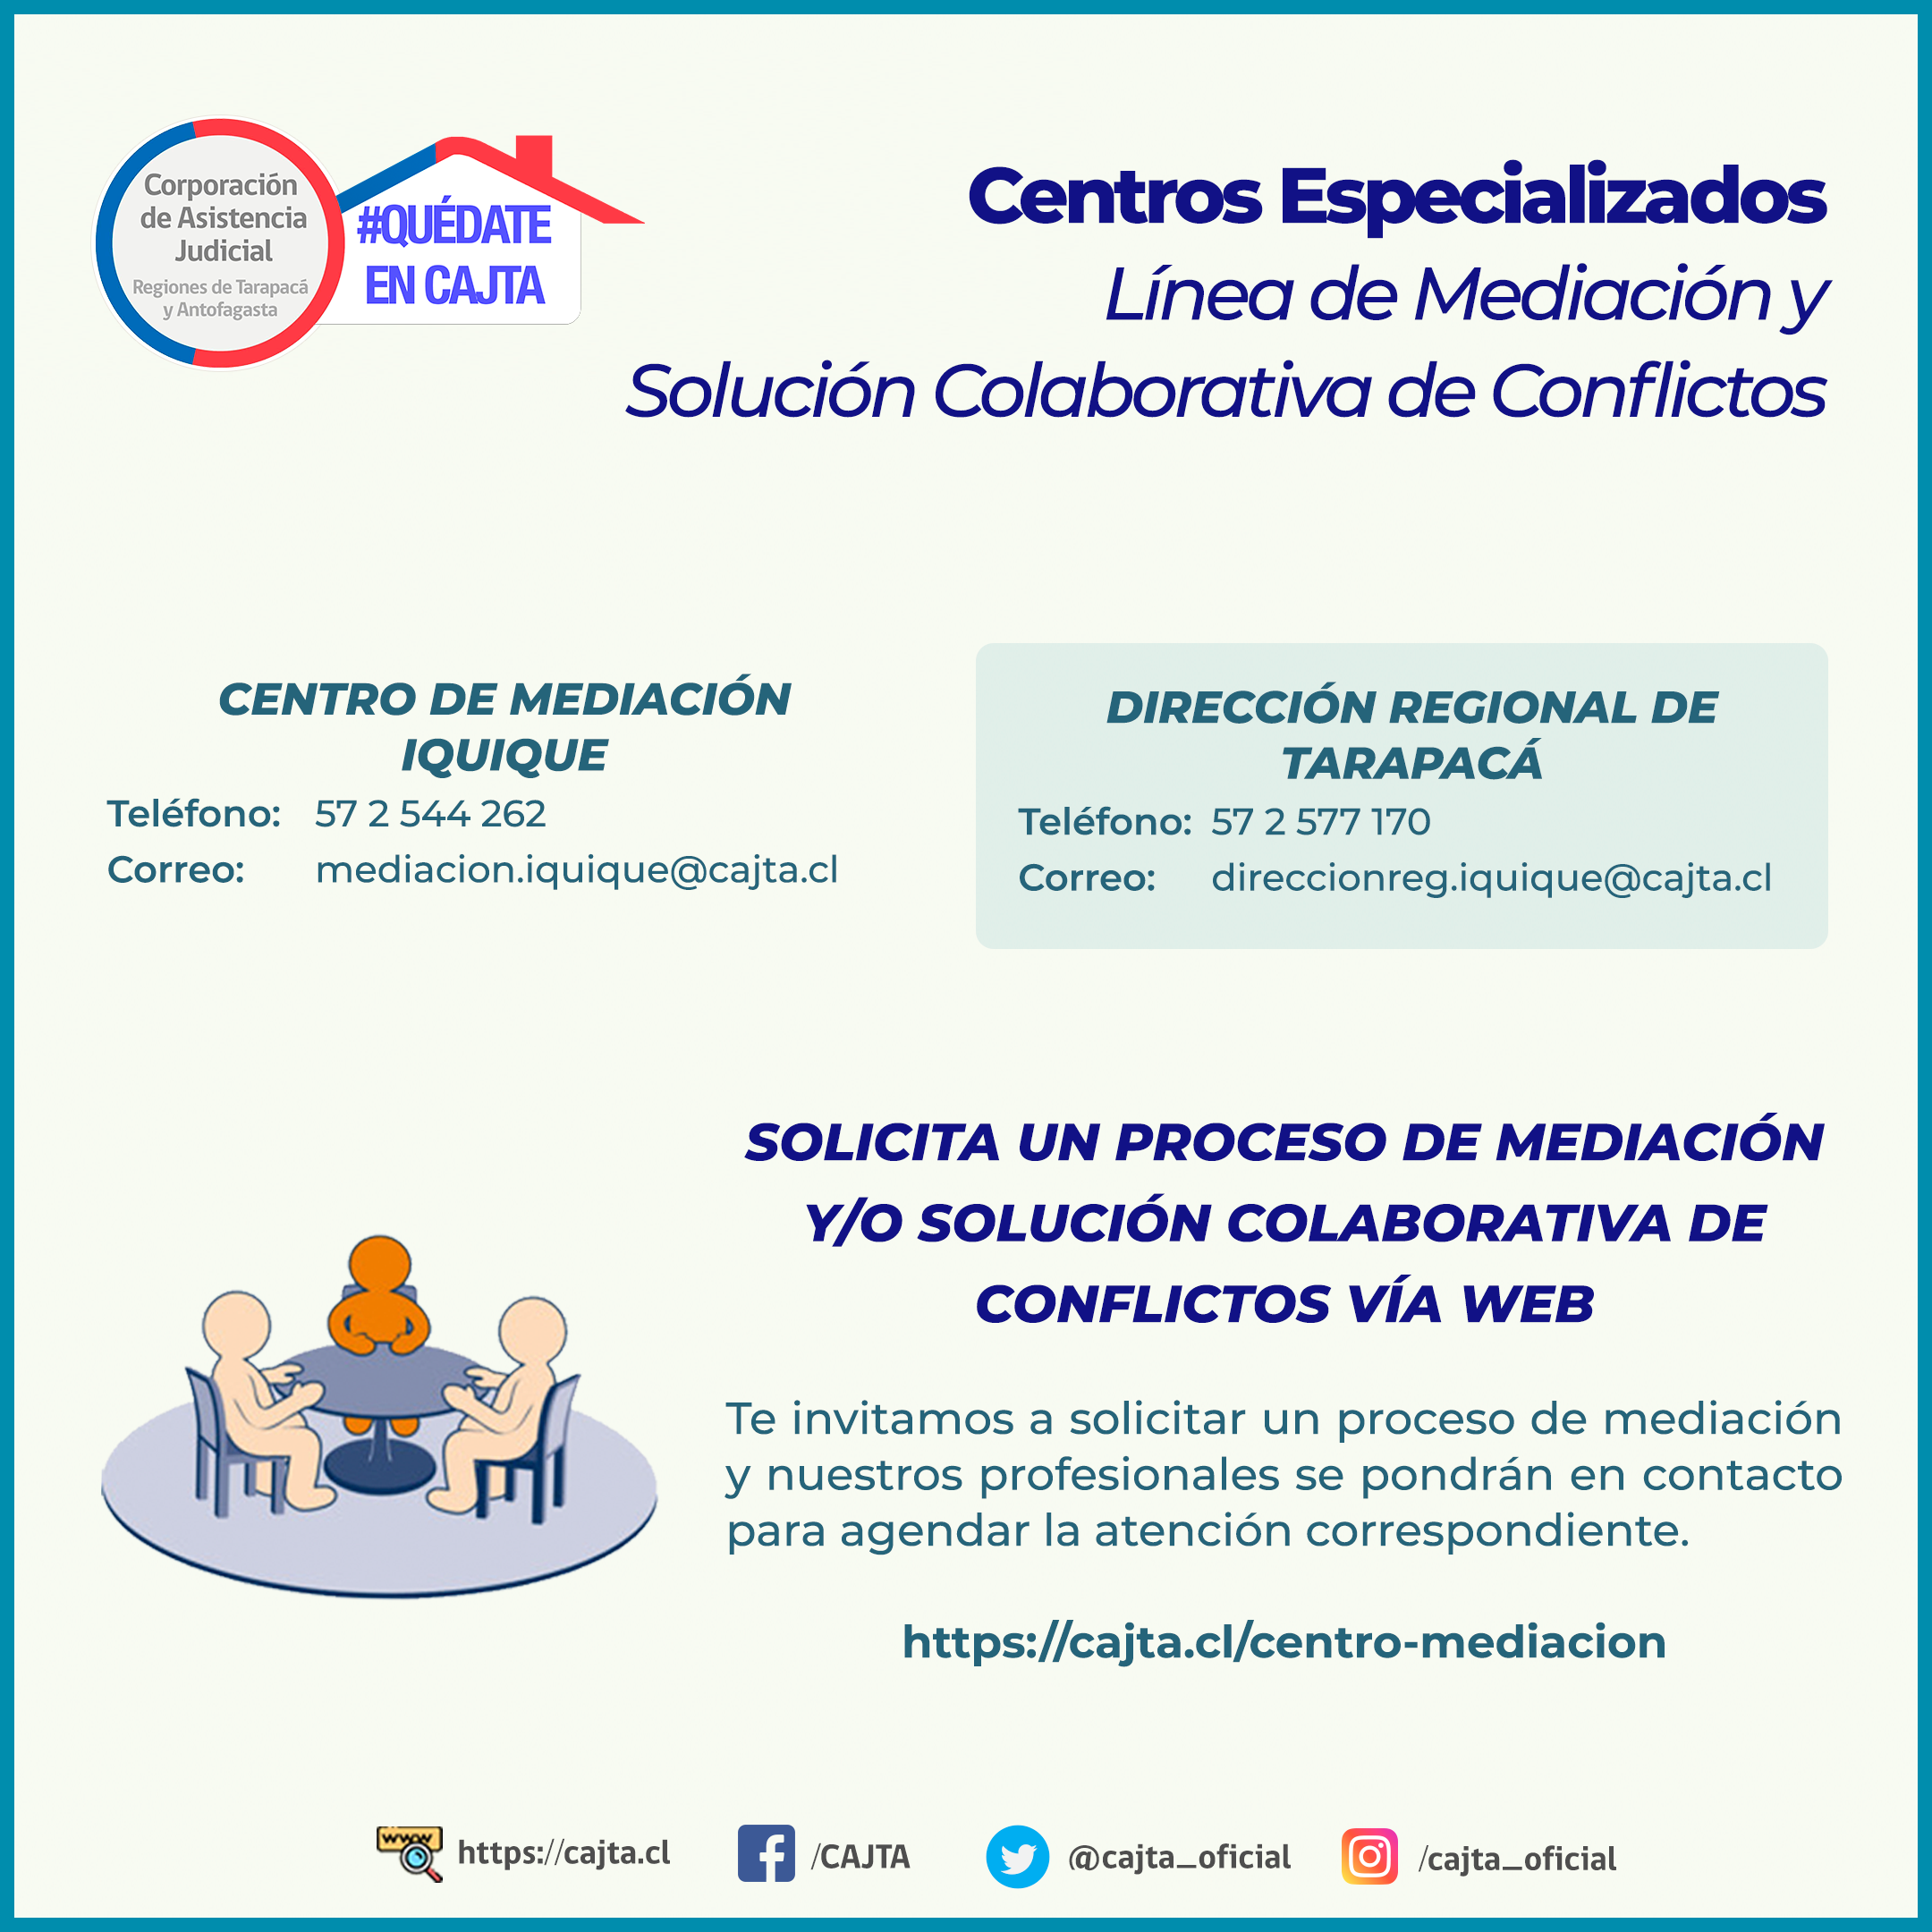 Corporación
de Asistencia
Judicial
Regiones de Tarapacá
y Antofagasta
#QUÉDATE
EN CAJTA
Centros Especializados
Línea de Mediación y
Solución Colaborativa de Conflictos
CENTRO DE MEDIACIÓN
IQUIQUE
Teléfono: 57 2 544 262
Correo: mediacion.iquique@cajta.cl
DIRECCIÓN REGIONAL DE
TARAPACÁ
Teléfono: 57 2 577 170
Correo: direccionreg.iquique@cajta.cl
SOLICITA UN PROCESO DE MEDIACIÓN
Y/O SOLUCIÓN COLABORATIVA DE
CONFLICTOS VÍA WEB
Te invitamos a solicitar un proceso de mediación
y nuestros profesionales se pondrán en contacto
para agendar la atención correspondiente.
https://cajta.cl/centro-mediacion
www https://cajta.cl /CAJTA @cajta_oficial /cajta_oficial